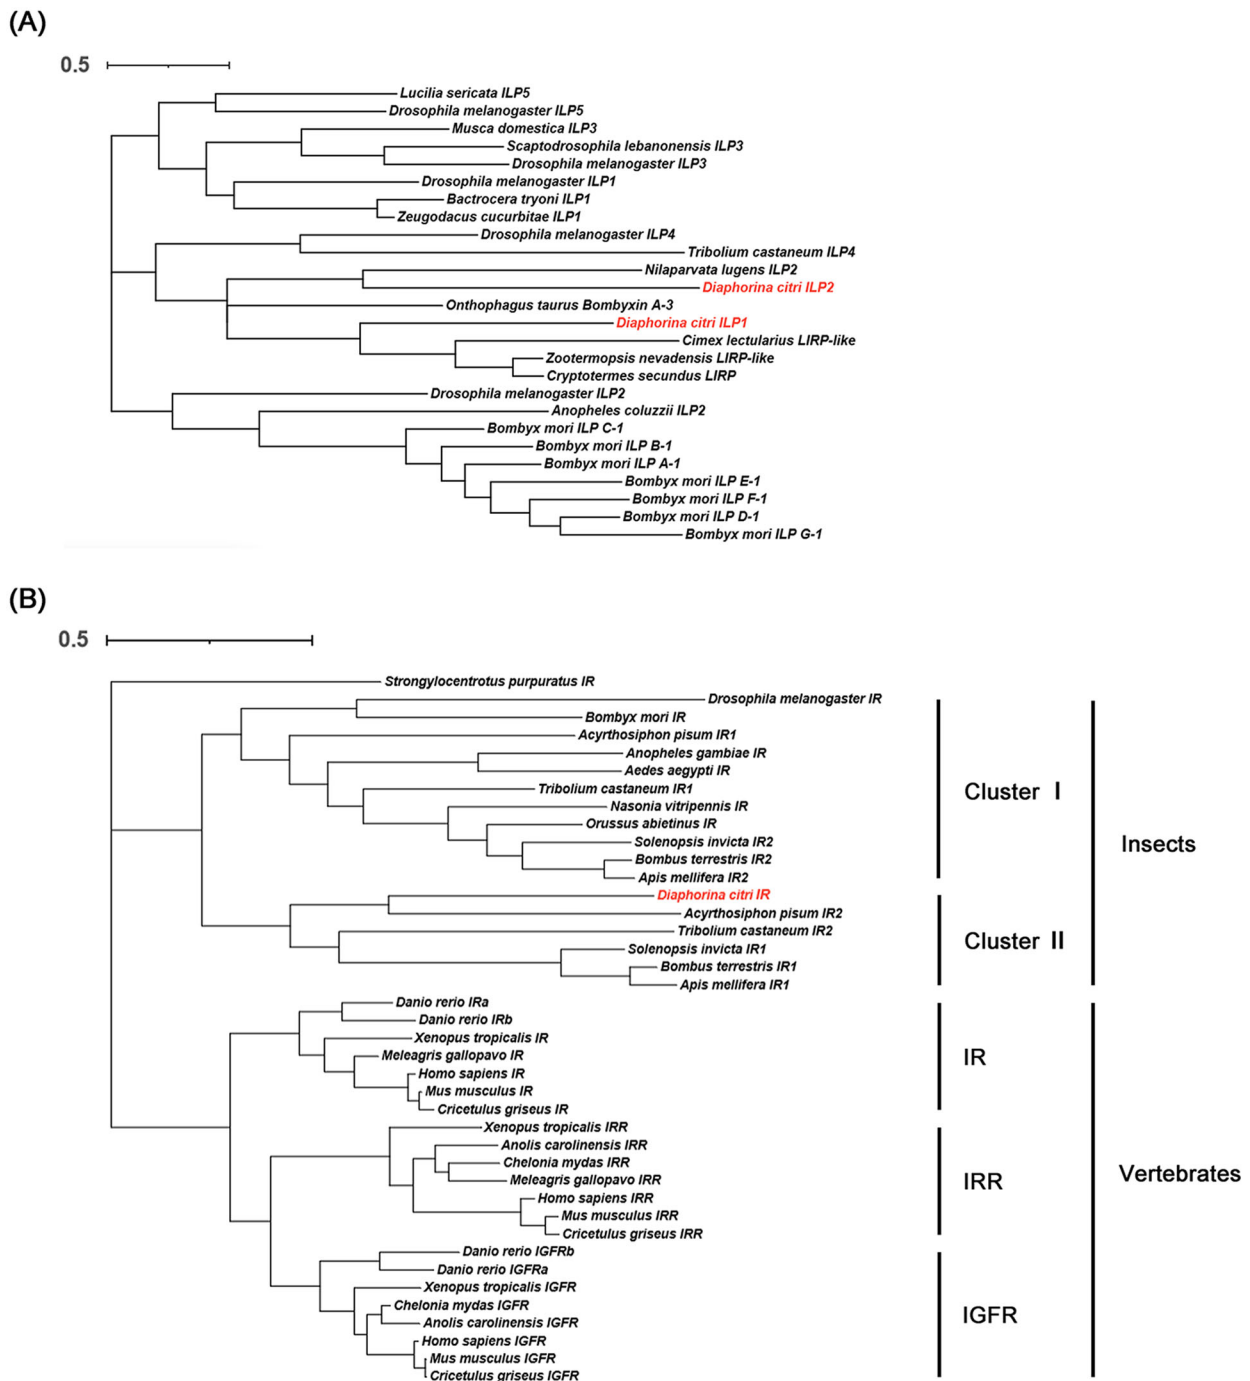 (A)
0.5
Lucilia sericata ILP5
Drosophila melanogaster ILP5
Musca domestica ILP3
Scaptodrosophila lebanonensis ILP3
Drosophila melanogaster ILP3
Drosophila melanogaster ILP1
Bactrocera tryoni ILP1
Zeugodacus cucurbitae ILP1
Drosophila melanogaster ILP4
Tribolium castaneum ILP4
Nilaparvata lugens ILP2
Diaphorina citri ILP2
Onthophagus taurus Bombyxin A-3
Diaphorina citri ILP1
Cimex lectularius LIRP-like
Zootermopsis nevadensis LIRP-like
Cryptotermes secundus LIRP
Drosophila melanogaster ILP2
Anopheles coluzzii ILP2
Bombyx mori ILP C-1
Bombyx mori ILP B-1
Bombyx mori ILP A-1
Bombyx mori ILP E-1
Bombyx mori ILP F-1
Bombyx mori ILP D-1
Bombyx mori ILP G-1
(B)
0.5
Strongylocentrotus purpuratus IR
Drosophila melanogaster IR
Bombyx mori IR
Acyrthosiphon pisum IR1
Anopheles gambiae IR
Aedes aegypti IR
Tribolium castaneum IR1
Nasonia vitripennis IR
Orussus abietinus IR
Solenopsis invicta IR2
Bombus terrestris IR2
Apis mellifera IR2
Cluster I
Diaphorina citri IR
Acyrthosiphon pisum IR2
Tribolium castaneum IR2
Solenopsis invicta IR1
Bombus terrestris IR1
Apis mellifera IR1
Cluster II
Insects
Danio rerio IRa
Danio rerio IRb
Xenopus tropicalis IR
Meleagris gallopavo IR
Homo sapiens IR
Mus musculus IR
Cricetulus griseus IR
IR
Xenopus tropicalis IRR
Anolis carolinensis IRR
Chelonia mydas IRR
Meleagris gallopavo IRR
Homo sapiens IRR
Mus musculus IRR
Cricetulus griseus IRR
IRR
Danio rerio IGFRb
Danio rerio IGFRa
Xenopus tropicalis IGFR
Chelonia mydas IGFR
Anolis carolinensis IGFR
Homo sapiens IGFR
Mus musculus IGFR
Cricetulus griseus IGFR
IGFR
Vertebrates